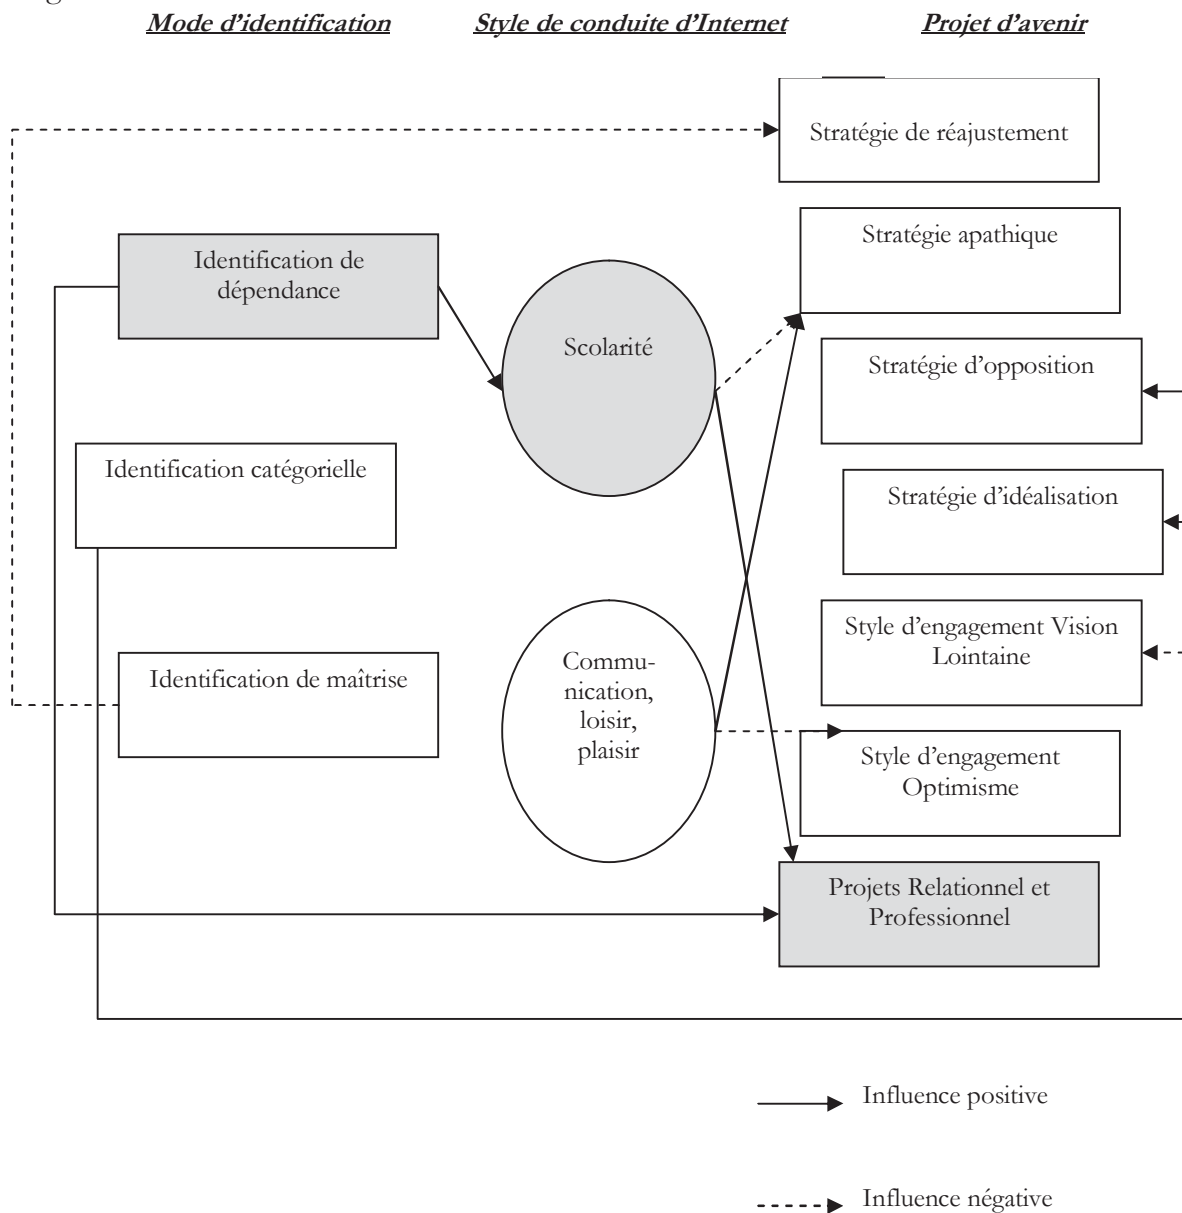 Mode d'identification
Style de conduite d'Internet
Projet d'avenir
Stratégie de réajustement
Stratégie apathique
Identification de
dépendance
Scolarité
Stratégie d'opposition
Identification catégorielle
Stratégie d'idéalisation
Style d'engagement Vision
Lointaine
Identification de maîtrise
Commu-
nication,
loisir,
plaisir
Style d'engagement
Optimisme
Projets Relationnel et
Professionnel
Influence positive
Influence négative